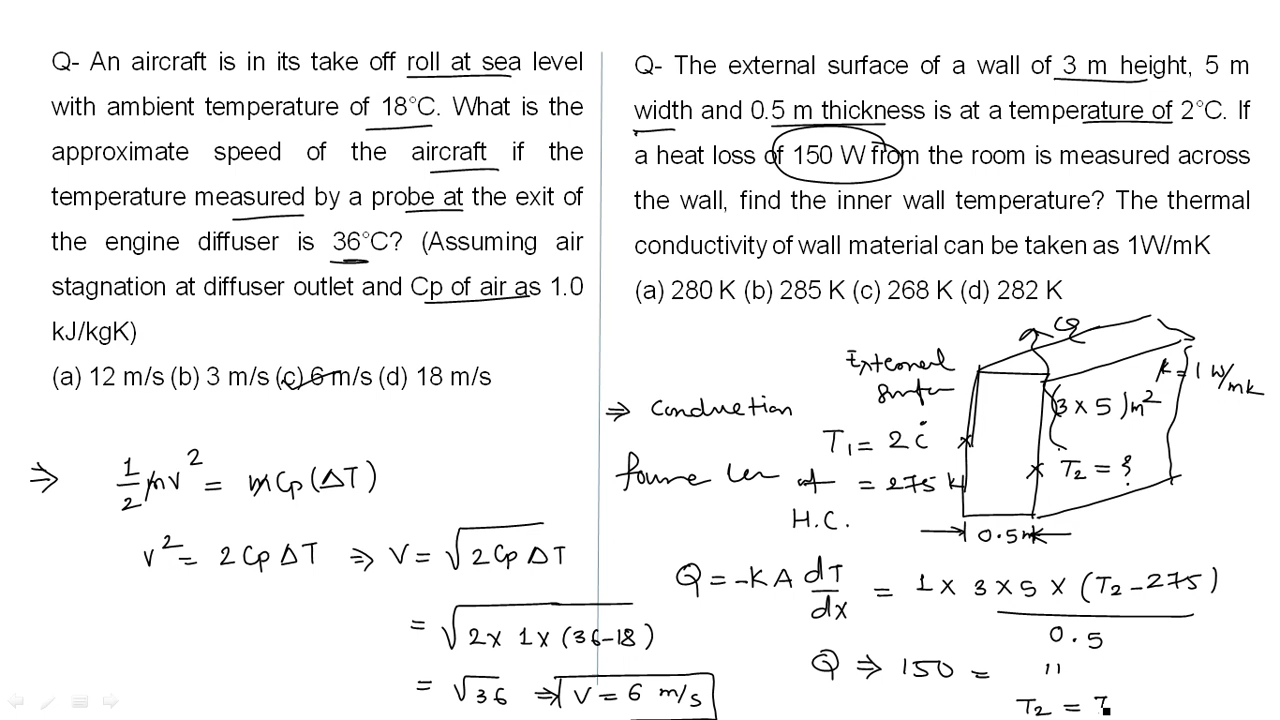 Q- An aircraft is in its take off roll at sea level
with ambient temperature of 18°C. What is the
approximate speed of the aircraft if the
temperature measured by a probe at the exit of
the engine diffuser is 36°C? (Assuming air
stagnation at diffuser outlet and Cp of air as 1.0
kJ/kgK)
(a) 12 m/s (b) 3 m/s (c) 6 m/s (d) 18 m/s
⇒ 1/2 mv² = mCp(ΔT)
v² = 2CpΔT ⇒ V = √2CpΔT
= √2x 1x (36-18)
= √36 ⇒ V = 6 m/s
Q- The external surface of a wall of 3 m height, 5 m
width and 0.5 m thickness is at a temperature of 2°C. If
a heat loss of 150 W from the room is measured across
the wall, find the inner wall temperature? The thermal
conductivity of wall material can be taken as 1W/mK
(a) 280 K (b) 285 K (c) 268 K (d) 282 K
External
Q
K = 1 W/mk
(3 x 5)m²
⇒ Conduction
T₁ = 2°C
= 275 K
T₂ = ?
H.C.
0.5m
Q = -KA dT/dx = 1 x 3 x 5 x (T₂ - 275) / 0.5
Q ⇒ 150 = "
T₂ =